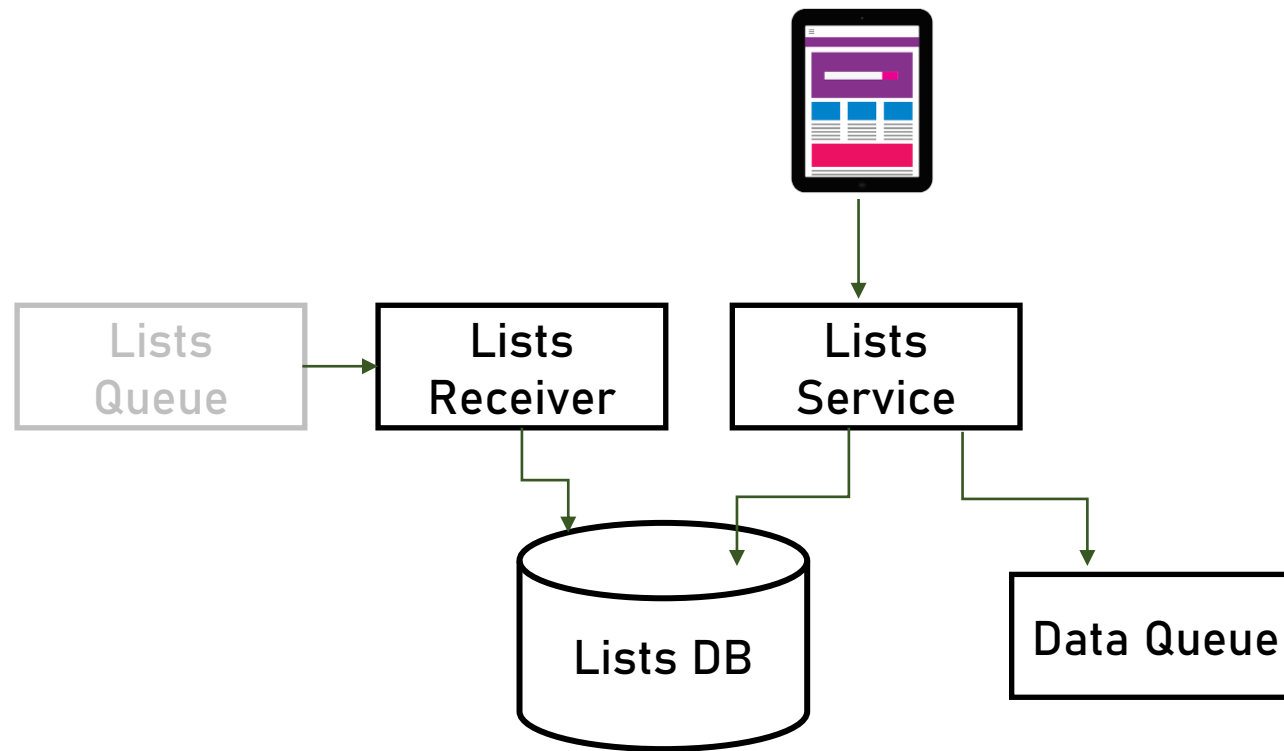 Lists
Queue
Lists
Receiver
Lists
Service
Lists DB
Data Queue